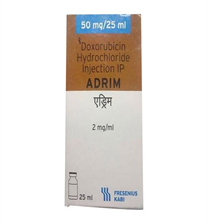 50 mg/25 ml
Doxorubicin
Hydrochloride
Injection IP
ADRIM
एड्रिम
2 mg/ml
25 ml
FRESENIUS
KABI